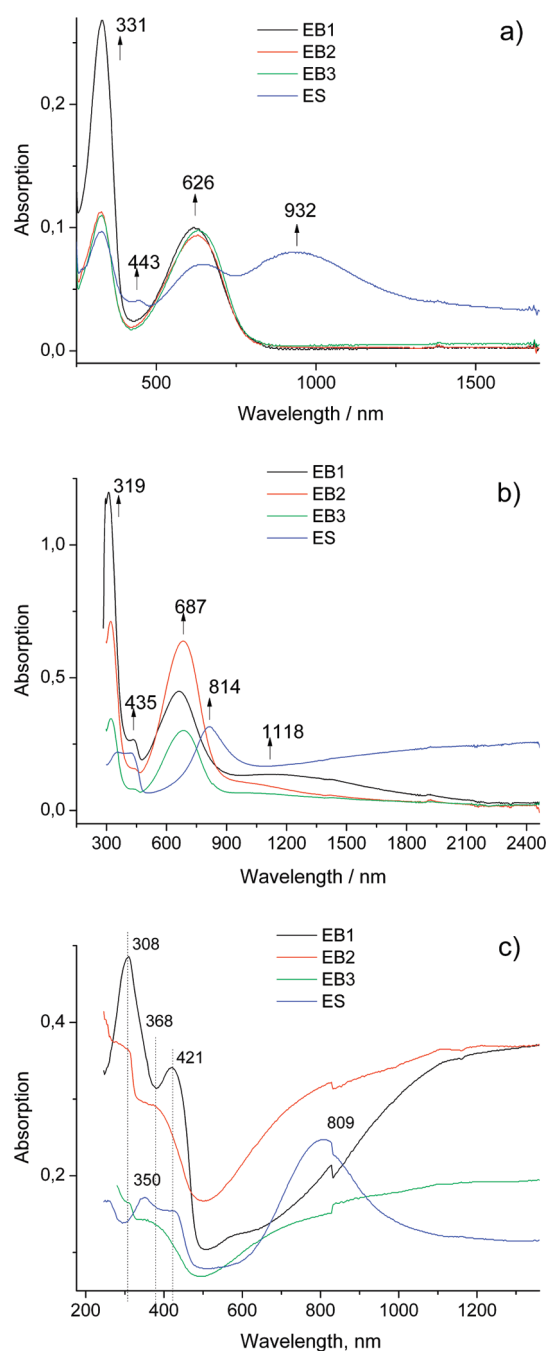 a)
331
EB1
EB2
EB3
ES
0,2
626
932
443
0,1
0,0
Absorption
500
1000
1500
Wavelength / nm
b)
319
EB1
EB2
EB3
ES
1,0
687
814
435
1118
0,5
0,0
Absorption
300
600
900
1200
1500
1800
2100
2400
Wavelength / nm
c)
308
EB1
EB2
EB3
ES
368
421
0,4
809
350
0,2
Absorption
200
400
600
800
1000
1200
Wavelength, nm